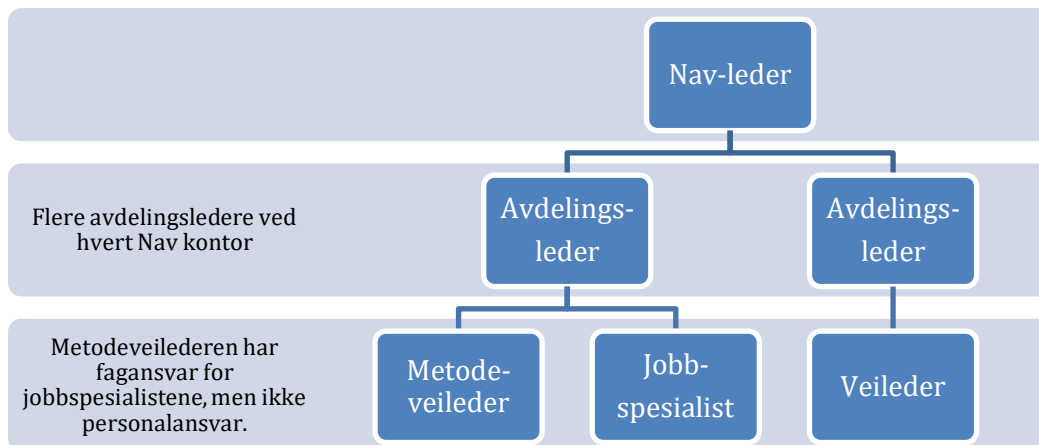 Nav-leder
Flere avdelingsledere ved
hvert Nav kontor
Avdelings-
leder
Avdelings-
leder
Metodeveilederen har
fagansvar for
jobbspesialistene, men ikke
personalansvar.
Metode-
veileder
Jobb-
spesialist
Veileder